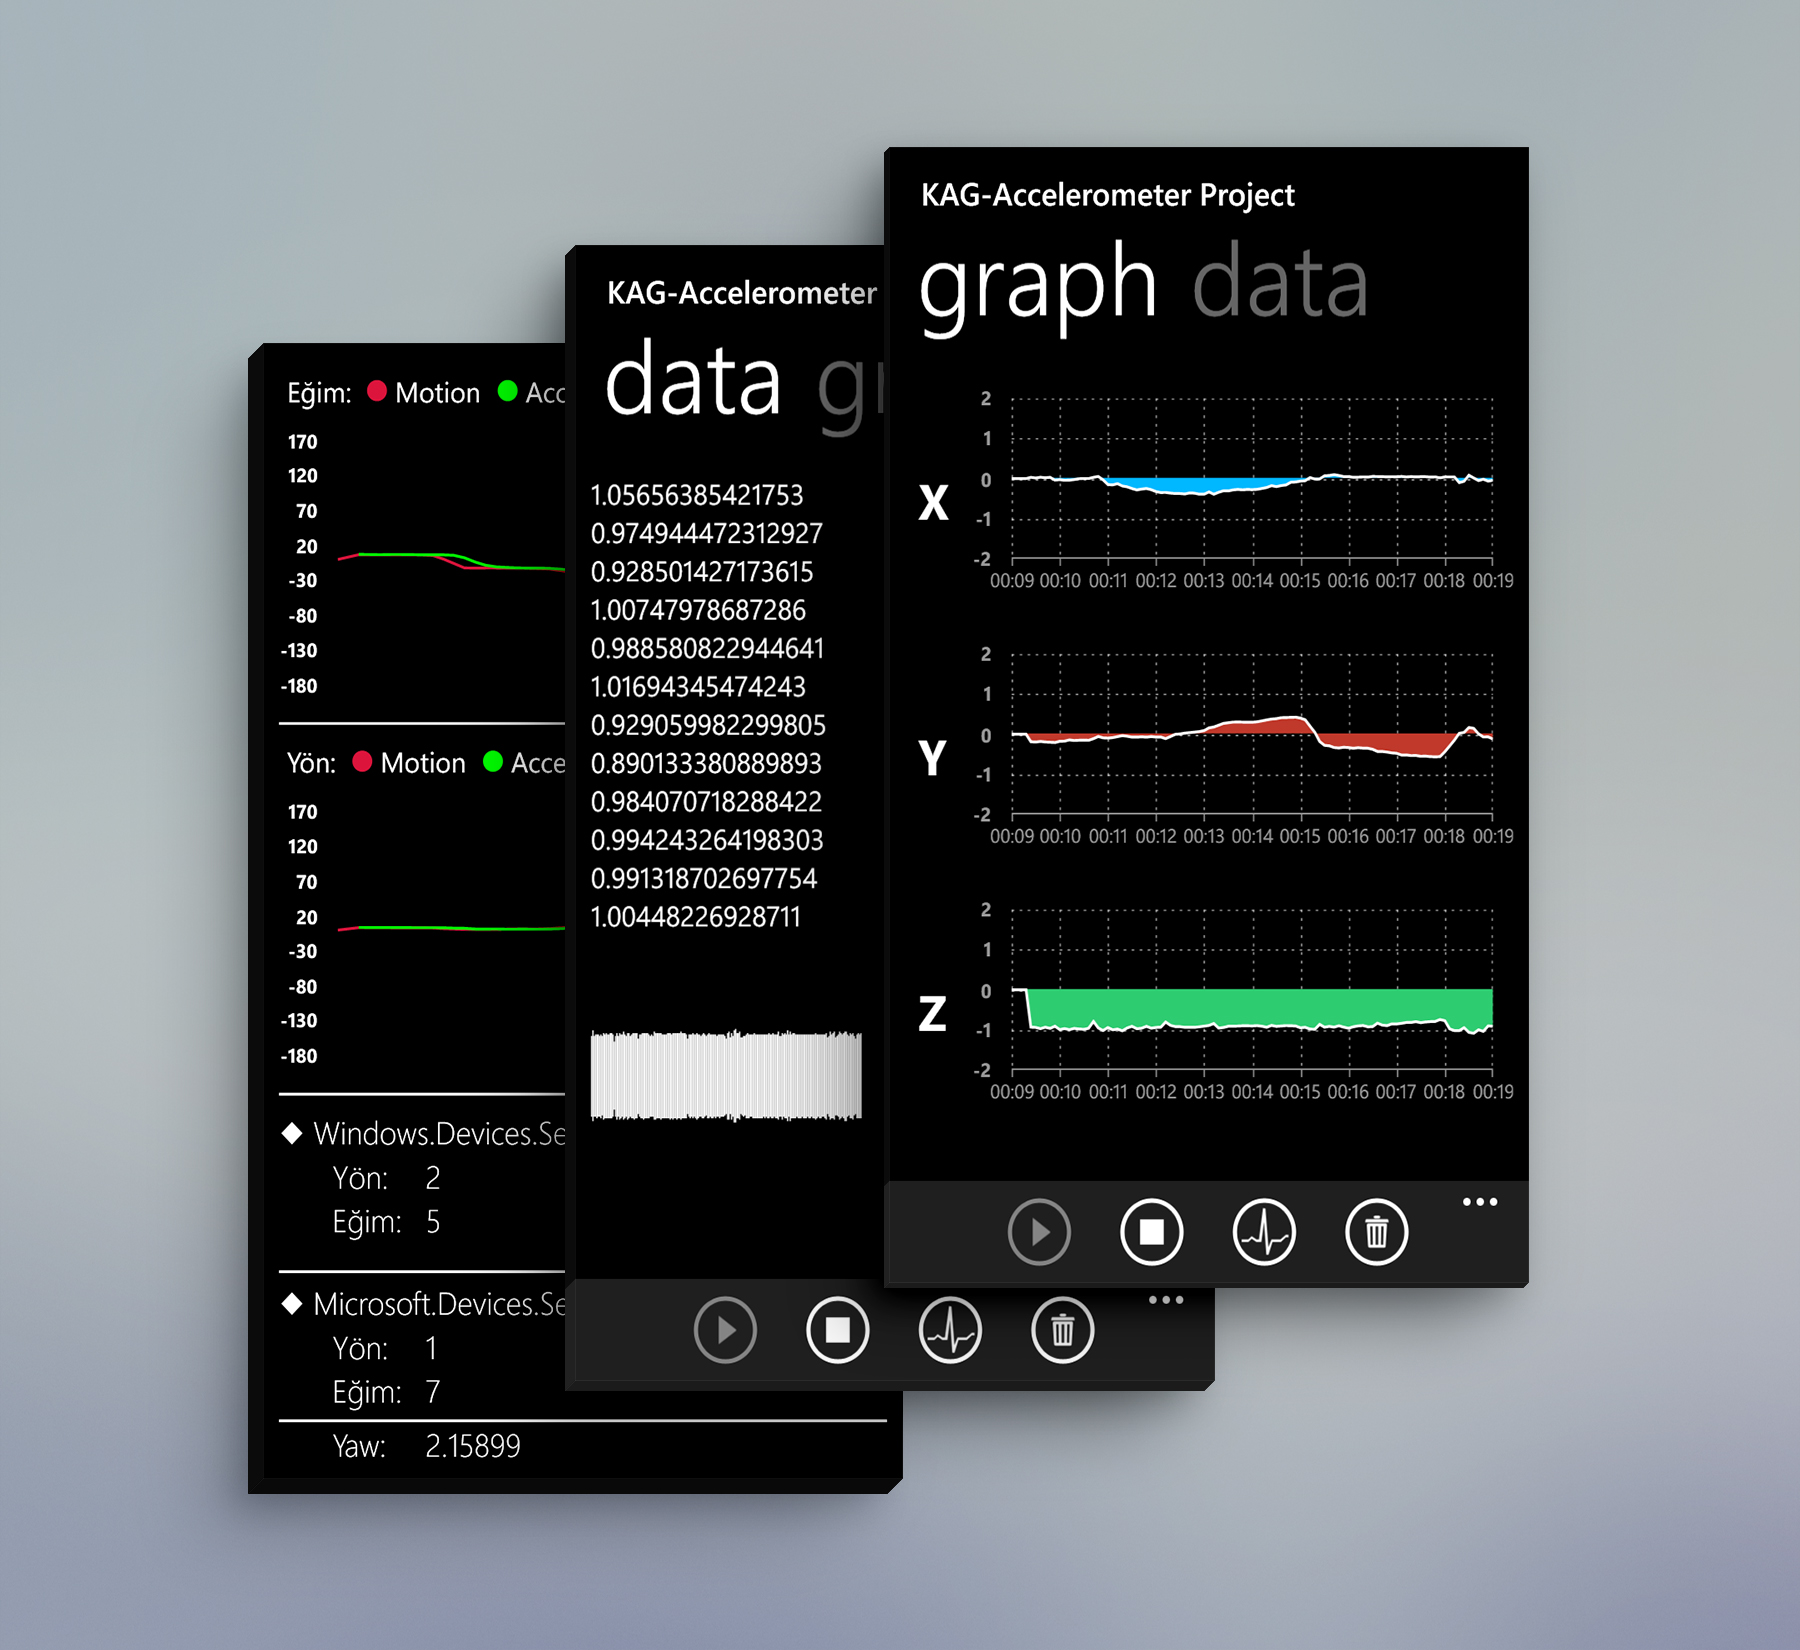 Eğim: Motion
170
120
70
20
-30
-80
-130
-180
Yön: Motion
170
120
70
20
-30
-80
-130
-180
Windows.Devices.Se
Yön: 2
Eğim: 5
Microsoft.Devices.Se
Yön: 1
Eğim: 7
Yaw: 2.15899
KAG-Accelerometer
data gr
1.05656385421753
0.974944472312927
0.928501427173615
1.00747978687286
0.988580822944641
1.01694345474243
0.929059982299805
0.890133380889893
0.984070718288422
0.994243264198303
0.991318702697754
1.00448226928711
KAG-Accelerometer Project
graph data
X
2
1
0
-1
-2
00:09 00:10 00:11 00:12 00:13 00:14 00:15 00:16 00:17 00:18 00:19
Y
2
1
0
-1
-2
00:09 00:10 00:11 00:12 00:13 00:14 00:15 00:16 00:17 00:18 00:19
Z
2
1
0
-1
-2
00:09 00:10 00:11 00:12 00:13 00:14 00:15 00:16 00:17 00:18 00:19